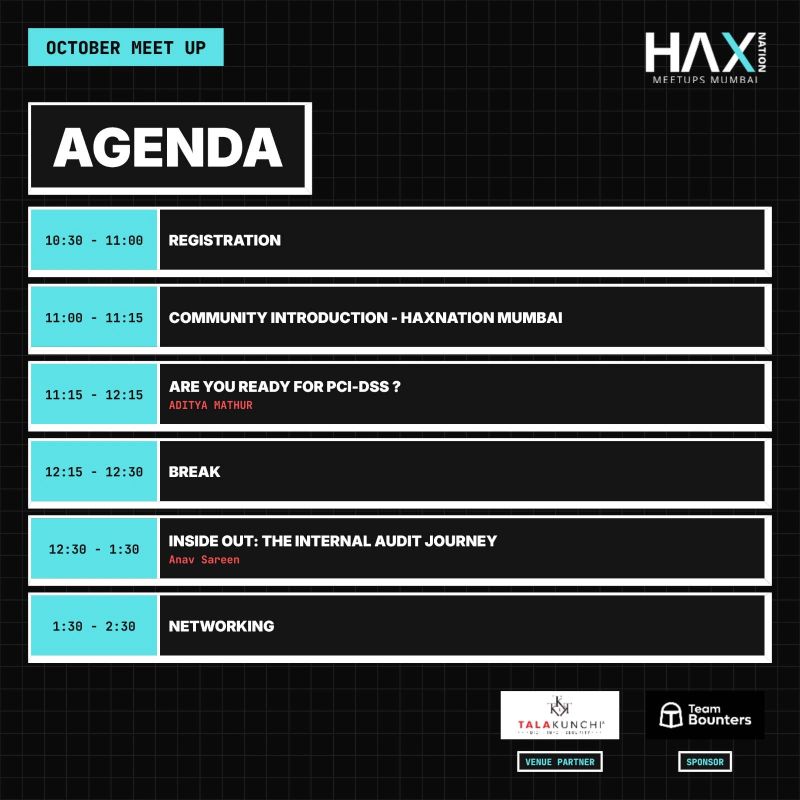 OCTOBER MEET UP
HAX NATION
MEETUPS MUMBAI
AGENDA
10:30 - 11:00 REGISTRATION
11:00 - 11:15 COMMUNITY INTRODUCTION - HAXNATION MUMBAI
11:15 - 12:15 ARE YOU READY FOR PCI-DSS ?
ADITYA MATHUR
12:15 - 12:30 BREAK
12:30 - 1:30 INSIDE OUT: THE INTERNAL AUDIT JOURNEY
Anav Sareen
1:30 - 2:30 NETWORKING
TALAKUNCHI
Team
Bounters
VENUE PARTNER
SPONSOR